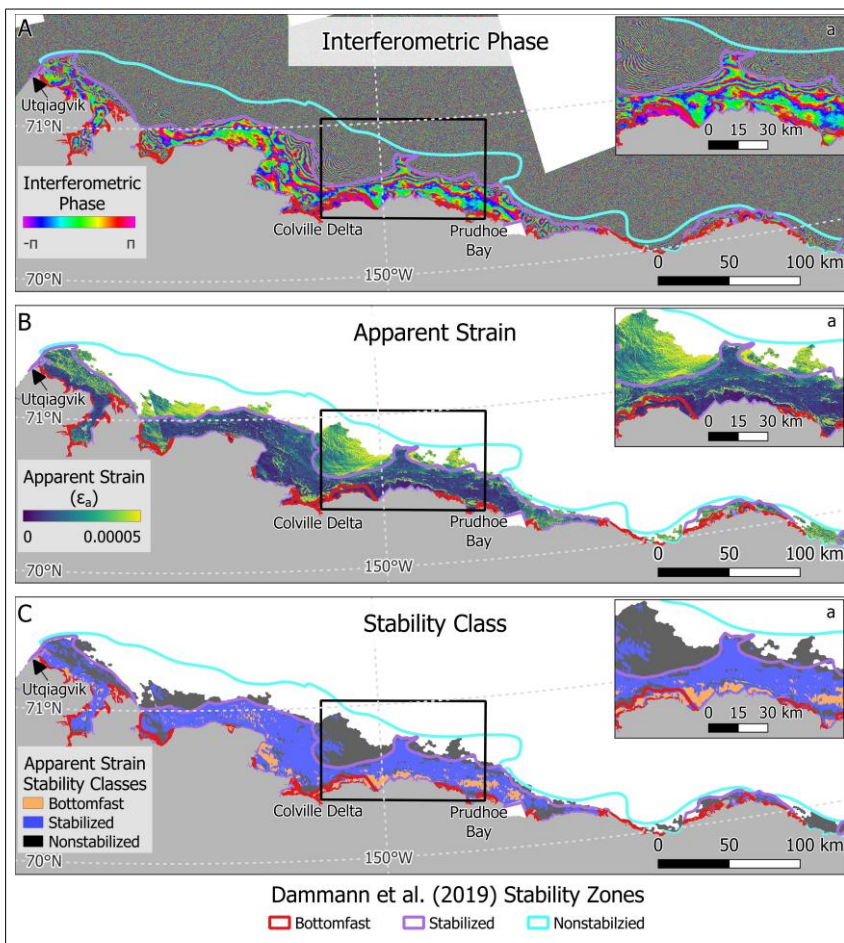 A
Interferometric Phase
a
Utqiagvik
71°N
0 15 30 km
Interferometric
Phase
-п п
Colville Delta
Prudhoe
Bay
70°N
150°W
0 50 100 km
B
Apparent Strain
a
Utqiagvik
71°N
0 15 30 km
Apparent Strain
(εa)
0 0.00005
Colville Delta
Prudhoe
Bay
70°N
150°W
0 50 100 km
C
Stability Class
a
Utqiagvik
71°N
0 15 30 km
Apparent Strain
Stability Classes
Bottomfast
Stabilized
Nonstabilized
Colville Delta
Prudhoe
Bay
70°N
150°W
0 50 100 km
Dammann et al. (2019) Stability Zones
Bottomfast Stabilized Nonstabilzied